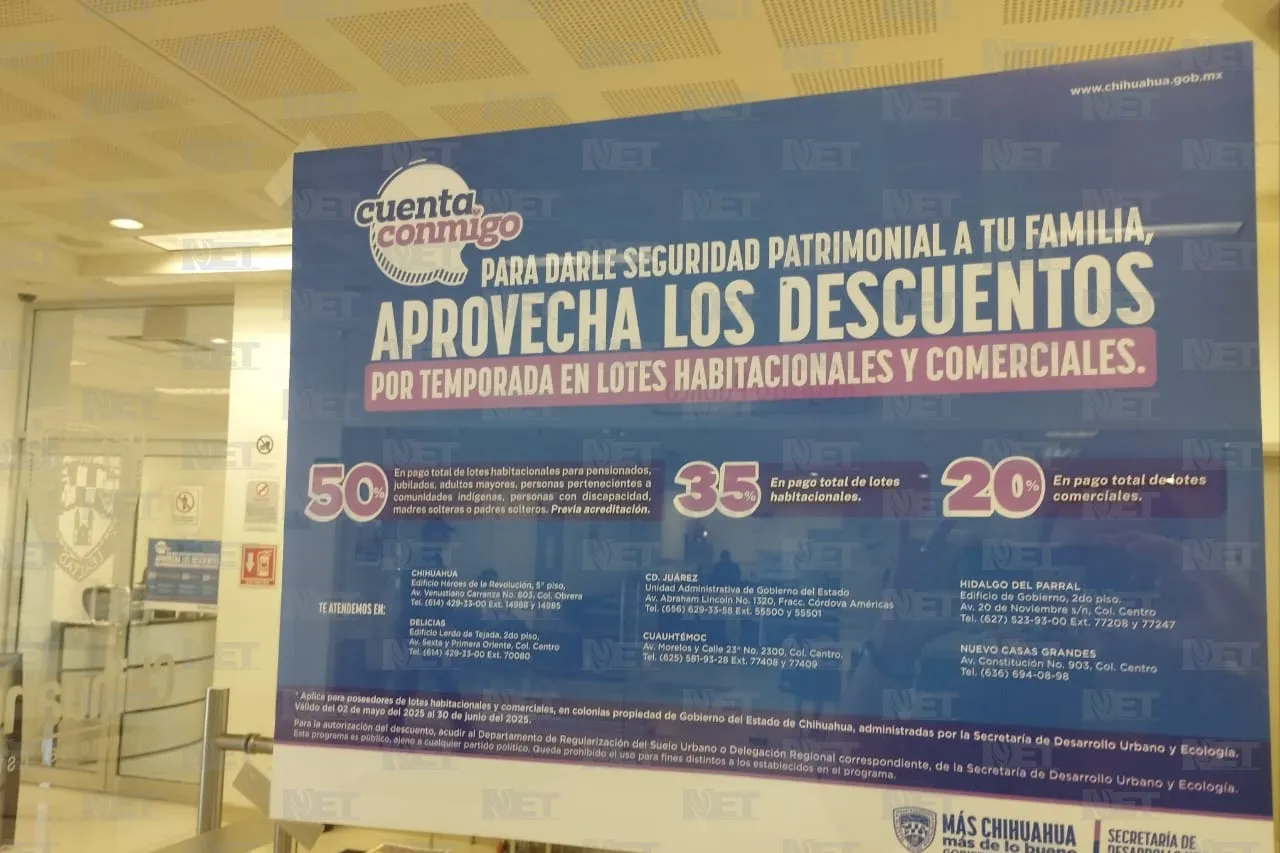 www.chihuahua.gob.mx
cuenta
conmigo
PARA DARLE SEGURIDAD PATRIMONIAL A TU FAMILIA,
APROVECHA LOS DESCUENTOS
POR TEMPORADA EN LOTES HABITACIONALES Y COMERCIALES.
50%
En pago total de lotes habitacionales para pensionados,
jubilados, adultos mayores, personas pertenecientes a
comunidades indígenas, personas con discapacidad,
madres solteras o padres solteros. Previa acreditación.
35%
En pago total de lotes
habitacionales.
20%
En pago total de lotes
comerciales.
TE ATENDEMOS EN:
CHIHUAHUA
Edificio Héroes de la Revolución, 5° piso,
Av. Venustiano Carranza No. 803, Col. Obrera
Tel. (614) 429-33-00 Ext. 14988 y 14985
DELICIAS
Edificio Lerdo de Tejada, 2do piso,
Av. Sexta y Primera Oriente, Col. Centro
Tel. (614) 429-33-00 Ext. 70080
CD. JUÁREZ
Unidad Administrativa de Gobierno del Estado
Av. Abraham Lincoln No. 1320, Fracc. Córdova Américas
Tel. (656) 629-33-58 Ext. 55500 y 55501
CUAUHTÉMOC
Av. Morelos y Calle 23ª No. 2300, Col. Centro.
Tel. (625) 581-93-28 Ext. 77408 y 77409
HIDALGO DEL PARRAL
Edificio de Gobierno, 2do piso.
Av. 20 de Noviembre s/n, Col. Centro
Tel. (627) 523-93-00 Ext. 77208 y 77247
NUEVO CASAS GRANDES
Av. Constitución No. 903, Col. Centro
Tel. (636) 694-08-98
* Aplica para poseedores de lotes habitacionales y comerciales, en colonias propiedad de Gobierno del Estado de Chihuahua, administradas por la Secretaría de Desarrollo Urbano y Ecología.
Válido del 02 de mayo del 2025 al 30 de junio del 2025.
Para la autorización del descuento, acudir al Departamento de Regularización del Suelo Urbano o Delegación Regional correspondiente, de la Secretaría de Desarrollo Urbano y Ecología.
Este programa es público, ajeno a cualquier partido político. Queda prohibido el uso para fines distintos a los establecidos en el programa.
MÁS CHIHUAHUA
más de lo bueno
SECRETARÍA DE
NET